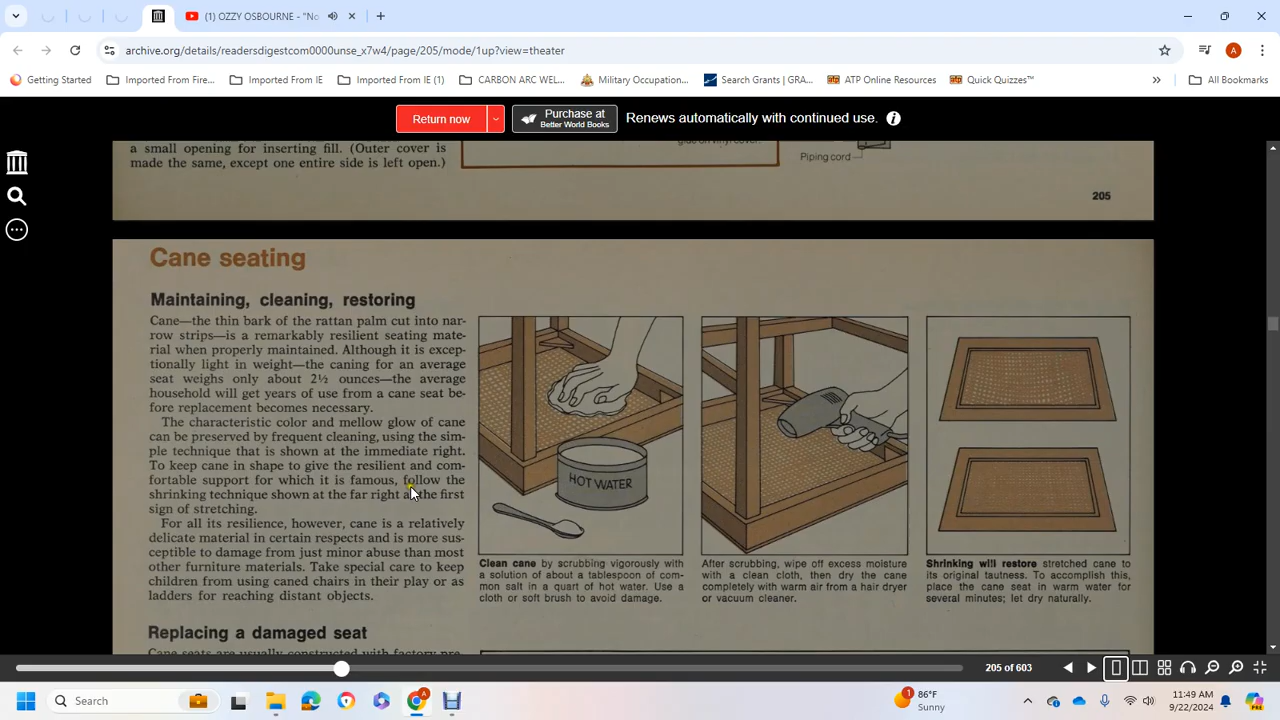 (1) OZZY OSBOURNE - "No
archive.org/details/readersdigestcom0000unse_x7w4/page/205/mode/1up?view=theater
A
Getting Started
Imported From Fire...
Imported From IE
Imported From IE (1)
CARBON ARC WEL...
Military Occupation...
Search Grants | GRA...
ATP Online Resources
Quick Quizzes™
»
All Bookmarks
Return now
Purchase at
Better World Books
Renews automatically with continued use.
a small opening for inserting fill. (Outer cover is
made the same, except one entire side is left open.)
glue on vinyl cover.
Piping cord
205
Cane seating
Maintaining, cleaning, restoring
Cane—the thin bark of the rattan palm cut into nar-
row strips—is a remarkably resilient seating mate-
rial when properly maintained. Although it is excep-
tionally light in weight—the caning for an average
seat weighs only about 2½ ounces—the average
household will get years of use from a cane seat be-
fore replacement becomes necessary.
The characteristic color and mellow glow of cane
can be preserved by frequent cleaning, using the sim-
ple technique that is shown at the immediate right.
To keep cane in shape to give the resilient and com-
fortable support for which it is famous, follow the
shrinking technique shown at the far right at the first
sign of stretching.
For all its resilience, however, cane is a relatively
delicate material in certain respects and is more sus-
ceptible to damage from just minor abuse than most
other furniture materials. Take special care to keep
children from using caned chairs in their play or as
ladders for reaching distant objects.
HOT WATER
Clean cane by scrubbing vigorously with
a solution of about a tablespoon of com-
mon salt in a quart of hot water. Use a
cloth or soft brush to avoid damage.
After scrubbing, wipe off excess moisture
with a clean cloth, then dry the cane
completely with warm air from a hair dryer
or vacuum cleaner.
Shrinking will restore stretched cane to
its original tautness. To accomplish this,
place the cane seat in warm water for
several minutes; let dry naturally.
Replacing a damaged seat
Cane seats are usually constructed with factory pre-
205 of 603
Search
A
1
86°F
Sunny
11:49 AM
9/22/2024
PRE